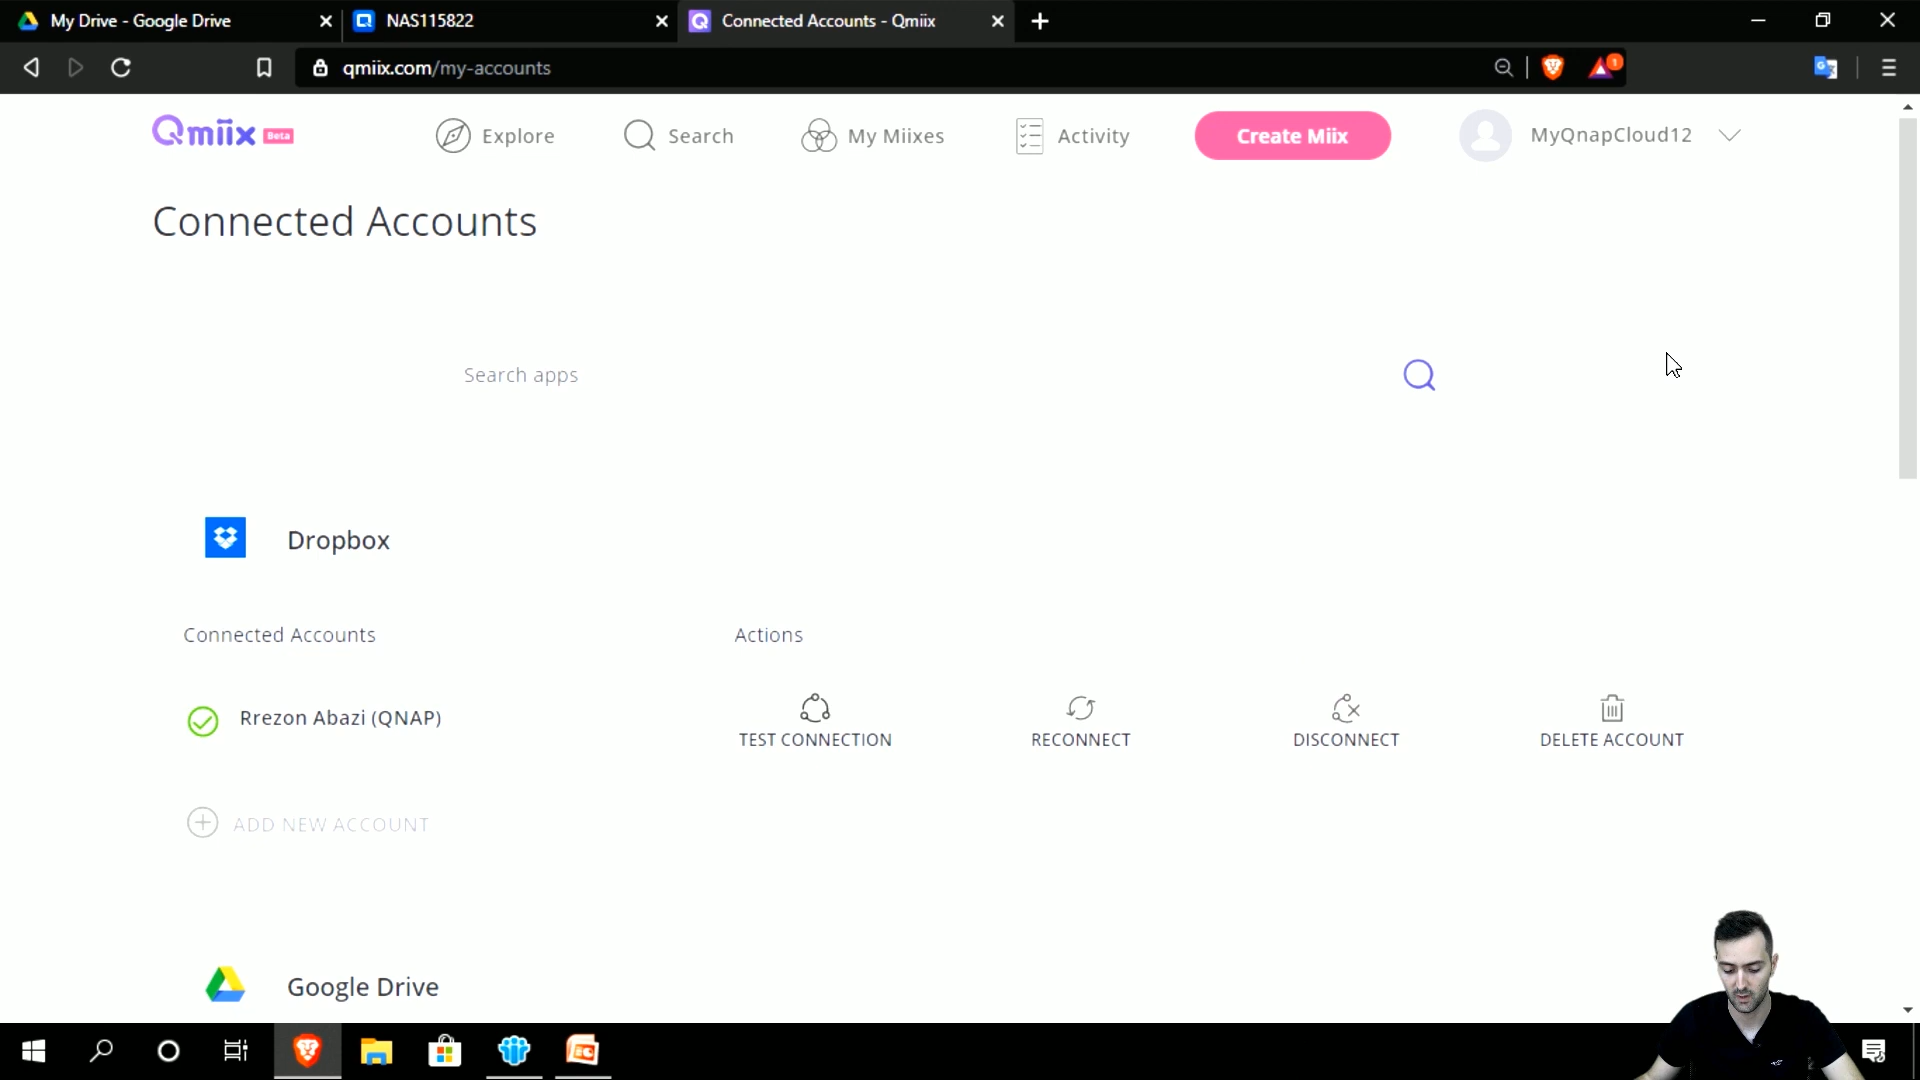 My Drive - Google Drive
NAS115822
Connected Accounts - Qmiix
qmiix.com/my-accounts
1
Qmiix Beta
Explore
Search
My Miixes
Activity
Create Miix
MyQnapCloud12
Connected Accounts
Search apps
Dropbox
Connected Accounts
Actions
Rrezon Abazi (QNAP)
TEST CONNECTION
RECONNECT
DISCONNECT
DELETE ACCOUNT
ADD NEW ACCOUNT
Google Drive